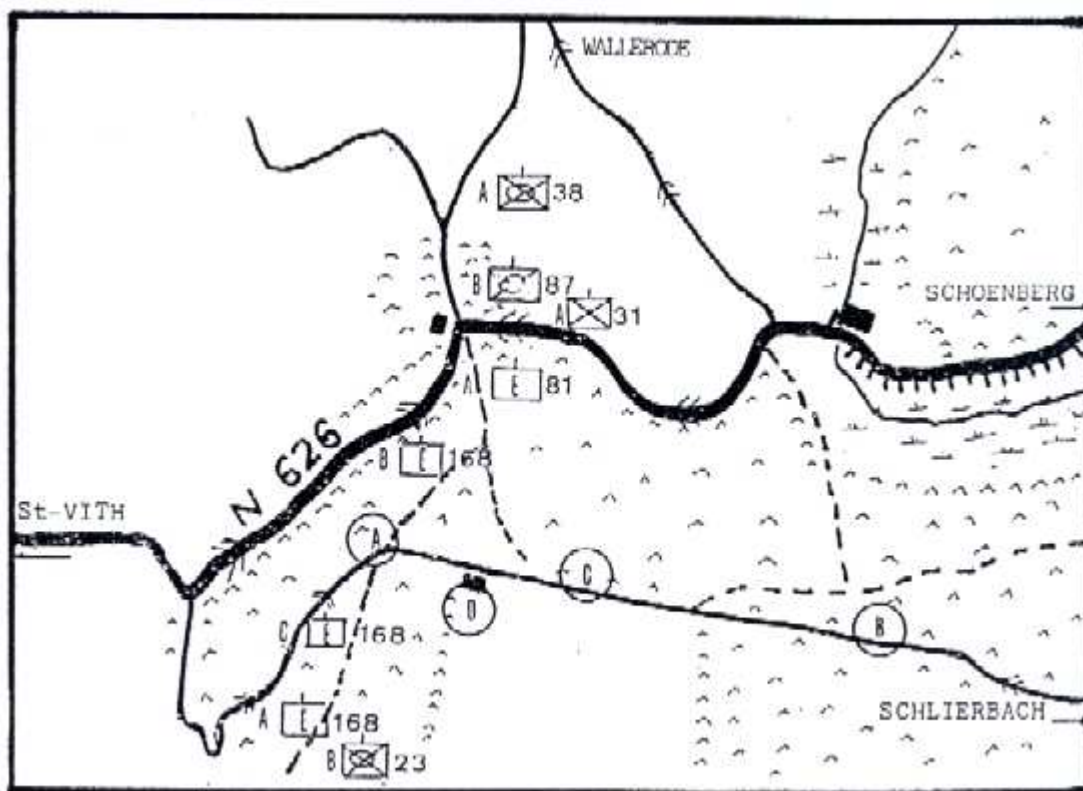 WALLERODE
A 38
B 87
A 31
SCHOENBERG
A E 81
B E 168
N 626
St-VITH
A
C
D
B
C E 168
A E 168
SCHLIERBACH
B 23